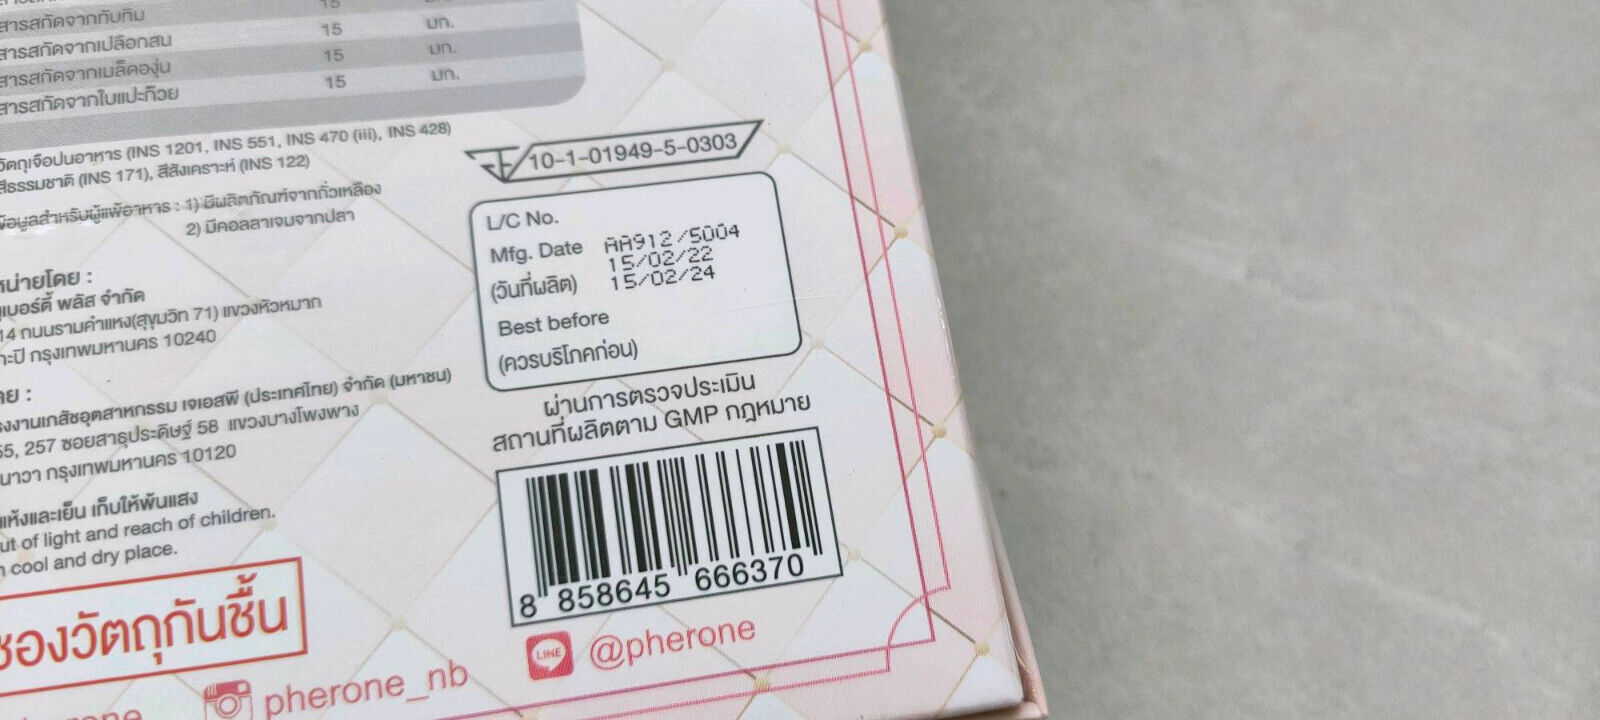 สารสกัดจากทับทิม 15
สารสกัดจากเปลือกสน 15 มก.
สารสกัดจากเมล็ดองุ่น 15 มก.
สารสกัดจากใบแปะก๊วย 15 มก.
วัตถุเจือปนอาหาร (INS 1201, INS 551, INS 470 (iii), INS 428)
สีธรรมชาติ (INS 171), สีสังเคราะห์ (INS 122)
ข้อมูลสำหรับผู้แพ้อาหาร : 1) มีผลิตภัณฑ์จากถั่วเหลือง
2) มีคอลลาเจนจากปลา
หน่ายโดย :
เบอร์ตี้ พลัส จำกัด
14 ถนนรามคำแหง(สุขุมวิท 71) แขวงหัวหมาก
กะปิ กรุงเทพมหานคร 10240
ดย :
งงานเภสัชอุตสาหกรรม เจเอสพี (ประเทศไทย) จำกัด (มหาชน)
55, 257 ซอยสาธุประดิษฐ์ 58 แขวงบางโพงพาง
นาวา กรุงเทพมหานคร 10120
แห้งและเย็น เก็บให้พ้นแสง
ut of light and reach of children.
n cool and dry place.
ซองวัตถุกันชื้น
pherone_nb
10-1-01949-5-0303
L/C No.
Mfg. Date AA912/5004
15/02/22
(วันที่ผลิต) 15/02/24
Best before
(ควรบริโภคก่อน)
ผ่านการตรวจประเมิน
สถานที่ผลิตตาม GMP กฎหมาย
8 858645 666370
LINE @pherone